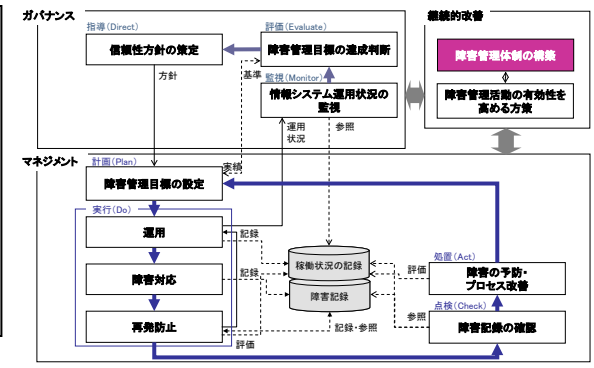 ガバナンス
指導(Direct)
信頼性方針の策定
評価(Evaluate)
障害管理目標の達成判断
監視(Monitor)
情報システム運用状況の
監視
方針
基準
運用
状況
参照
継続的改善
障害管理体制の構築
障害管理活動の有効性を
高める方策
マネジメント
計画(Plan)
障害管理目標の設定
実績
実行(Do)
運用
記録
障害対応
記録
再発防止
評価
稼働状況の記録
障害記録
記録・参照
評価
参照
処置(Act)
障害の予防・
プロセス改善
点検(Check)
障害記録の確認